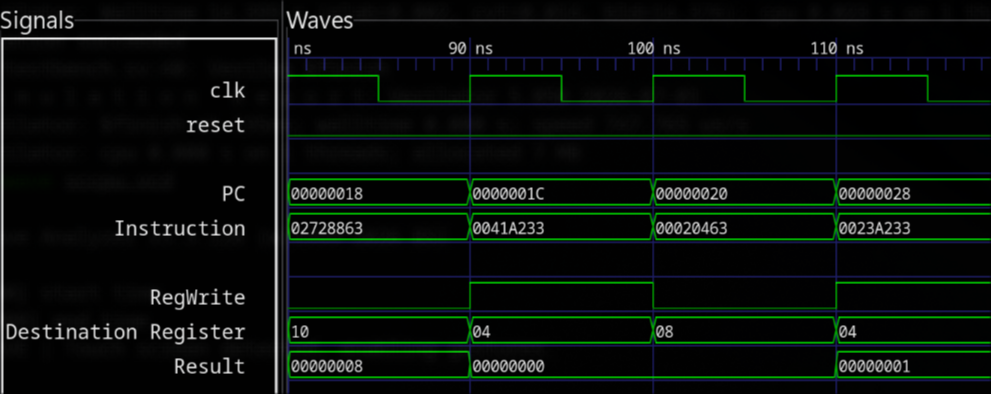 Signals
Waves
ns 90 ns 100 ns 110 ns
clk
reset
PC 00000018 0000001C 00000020 00000028
Instruction 02728863 0041A233 00020463 0023A233
RegWrite
Destination Register 10 04 08 04
Result 00000008 00000000 00000001